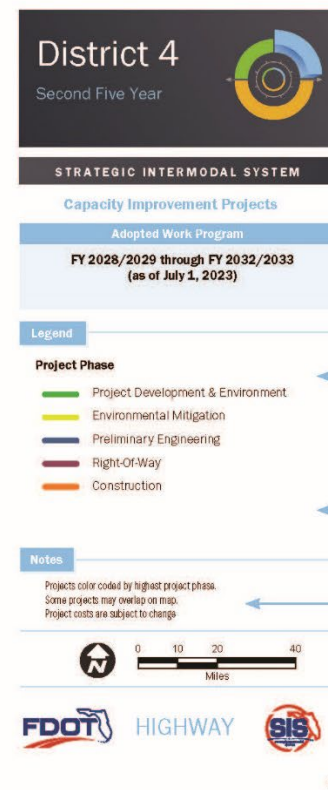 District 4
Second Five Year
STRATEGIC INTERMODAL SYSTEM
Capacity Improvement Projects
Adopted Work Program
FY 2028/2029 through FY 2032/2033
(as of July 1, 2023)
Legend
Project Phase
Project Development & Environment
Environmental Mitigation
Preliminary Engineering
Right-Of-Way
Construction
Notes
Projects color coded by highest project phase.
Some projects may overlap on map.
Project costs are subject to change
N
0 10 20 40
Miles
FDOT
HIGHWAY
SIS